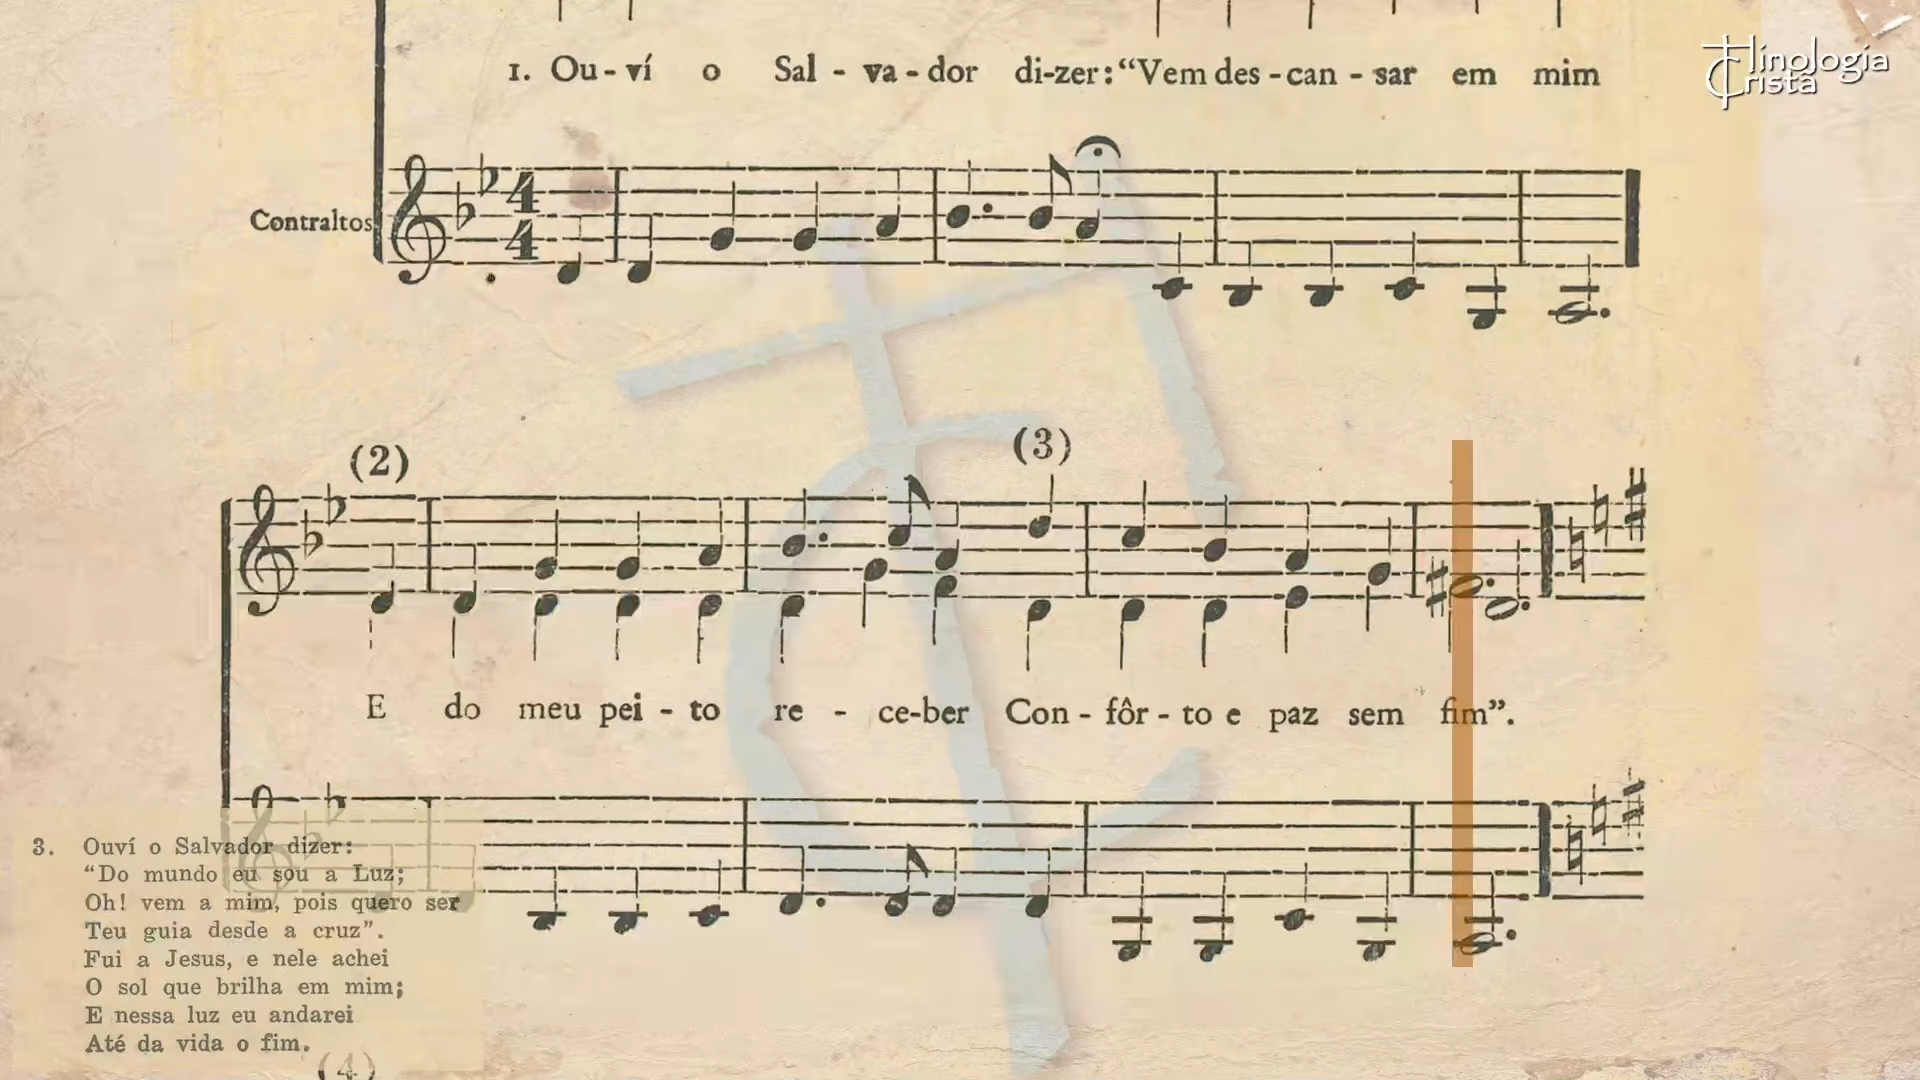 Hinologia
Cristã
1. Ou-ví o Sal - va - dor di-zer: “Vem des - can - sar em mim
Contraltos
4
4
(2)
(3)
E do meu pei - to re - ce-ber Con - fôr - to e paz sem fim”.
3. Ouví o Salvador dizer:
“Do mundo eu sou a Luz;
Oh! vem a mim, pois quero ser
Teu guia desde a cruz”.
Fui a Jesus, e nele achei
O sol que brilha em mim;
E nessa luz eu andarei
Até da vida o fim.
(4)